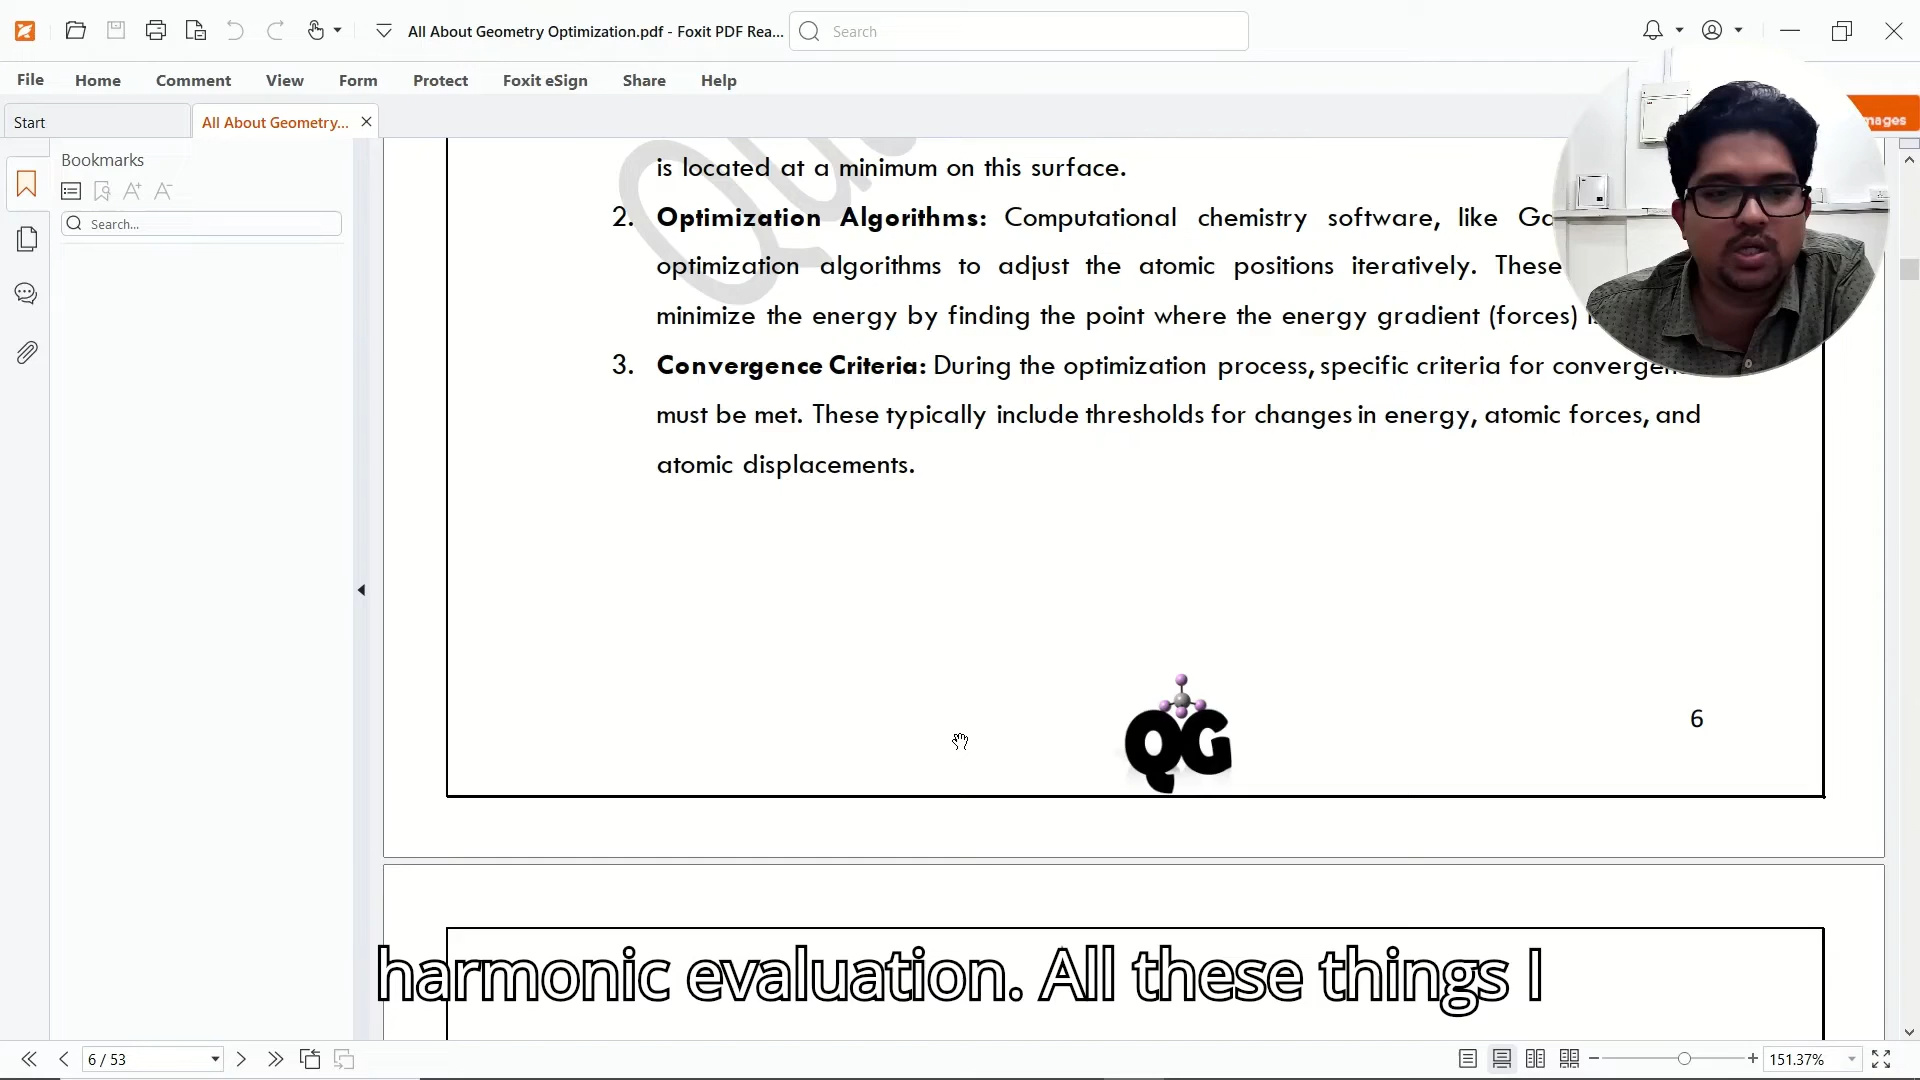 All About Geometry Optimization.pdf - Foxit PDF Rea...
Search
File
Home
Comment
View
Form
Protect
Foxit eSign
Share
Help
Start
All About Geometry...
mages
Bookmarks
Search...
is located at a minimum on this surface.
2. Optimization Algorithms: Computational chemistry software, like Ga
optimization algorithms to adjust the atomic positions iteratively. These
minimize the energy by finding the point where the energy gradient (forces)
3. Convergence Criteria: During the optimization process, specific criteria for convergen
must be met. These typically include thresholds for changes in energy, atomic forces, and
atomic displacements.
QG
6
harmonic evaluation. All these things I
6 / 53
151.37%